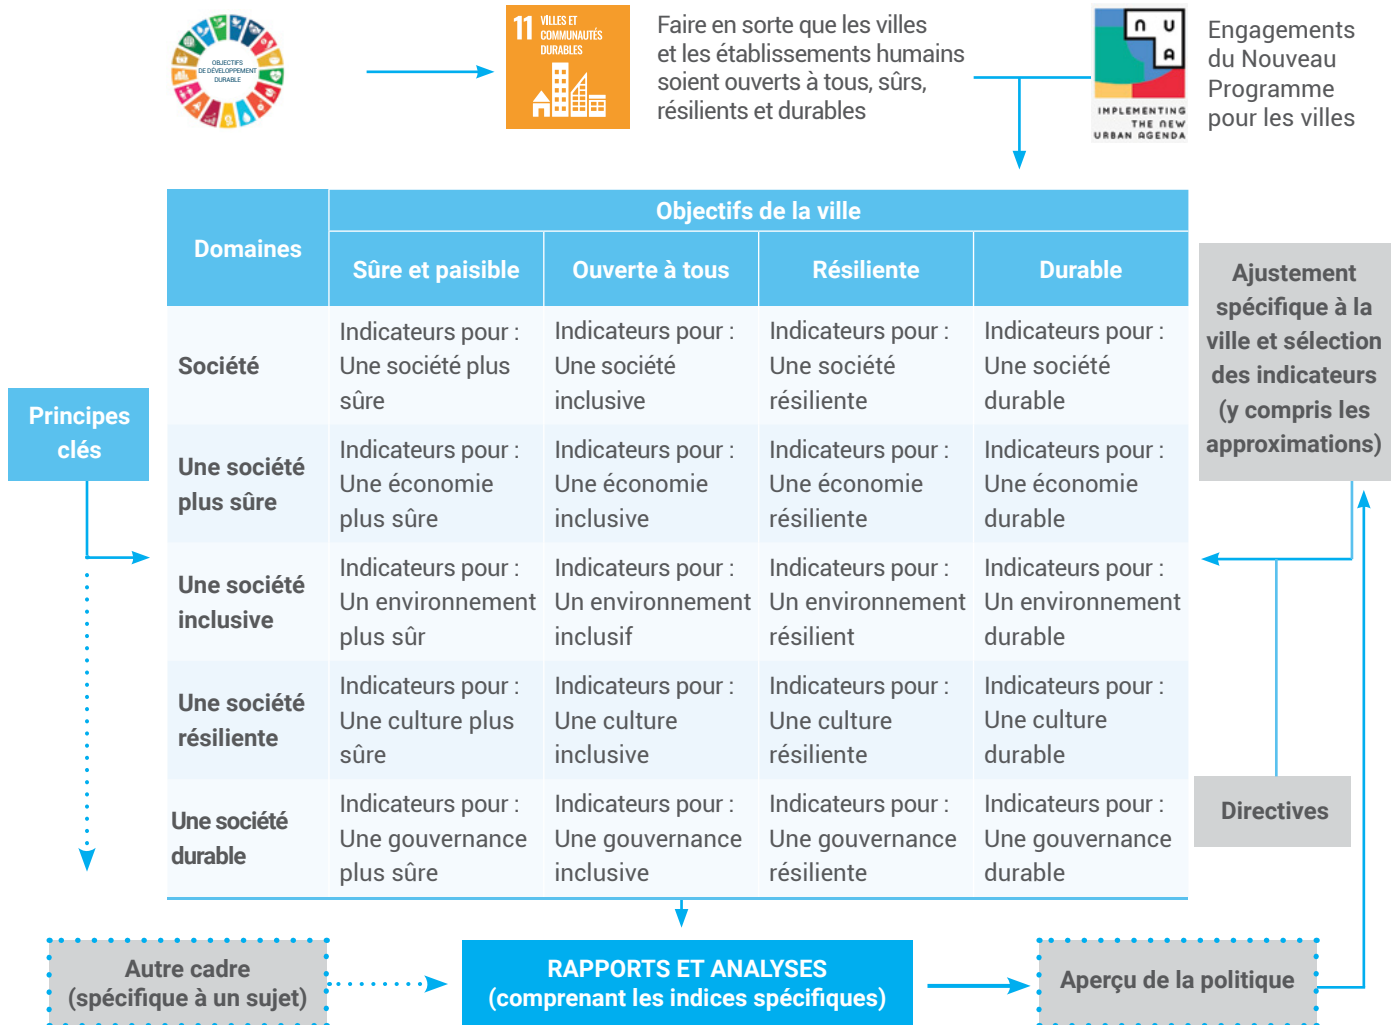 OBJECTIFS
DE DÉVELOPPEMENT
DURABLE
11 VILLES ET
COMMUNAUTÉS
DURABLES
Faire en sorte que les villes
et les établissements humains
soient ouverts à tous, sûrs,
résilients et durables
N U
A
IMPLEMENTING
THE NEW
URBAN AGENDA
Engagements
du Nouveau
Programme
pour les villes
Domaines
Objectifs de la ville
Sûre et paisible
Ouverte à tous
Résiliente
Durable
Société
Indicateurs pour :
Une société plus
sûre
Indicateurs pour :
Une société
inclusive
Indicateurs pour :
Une société
résiliente
Indicateurs pour :
Une société
durable
Une société
plus sûre
Indicateurs pour :
Une économie
plus sûre
Indicateurs pour :
Une économie
inclusive
Indicateurs pour :
Une économie
résiliente
Indicateurs pour :
Une économie
durable
Une société
inclusive
Indicateurs pour :
Un environnement
plus sûr
Indicateurs pour :
Un environnement
inclusif
Indicateurs pour :
Un environnement
résilient
Indicateurs pour :
Un environnement
durable
Une société
résiliente
Indicateurs pour :
Une culture plus
sûre
Indicateurs pour :
Une culture
inclusive
Indicateurs pour :
Une culture
résiliente
Indicateurs pour :
Une culture
durable
Une société
durable
Indicateurs pour :
Une gouvernance
plus sûre
Indicateurs pour :
Une gouvernance
inclusive
Indicateurs pour :
Une gouvernance
résiliente
Indicateurs pour :
Une gouvernance
durable
Principes
clés
Ajustement
spécifique à la
ville et sélection
des indicateurs
(y compris les
approximations)
Directives
Autre cadre
(spécifique à un sujet)
RAPPORTS ET ANALYSES
(comprenant les indices spécifiques)
Aperçu de la politique